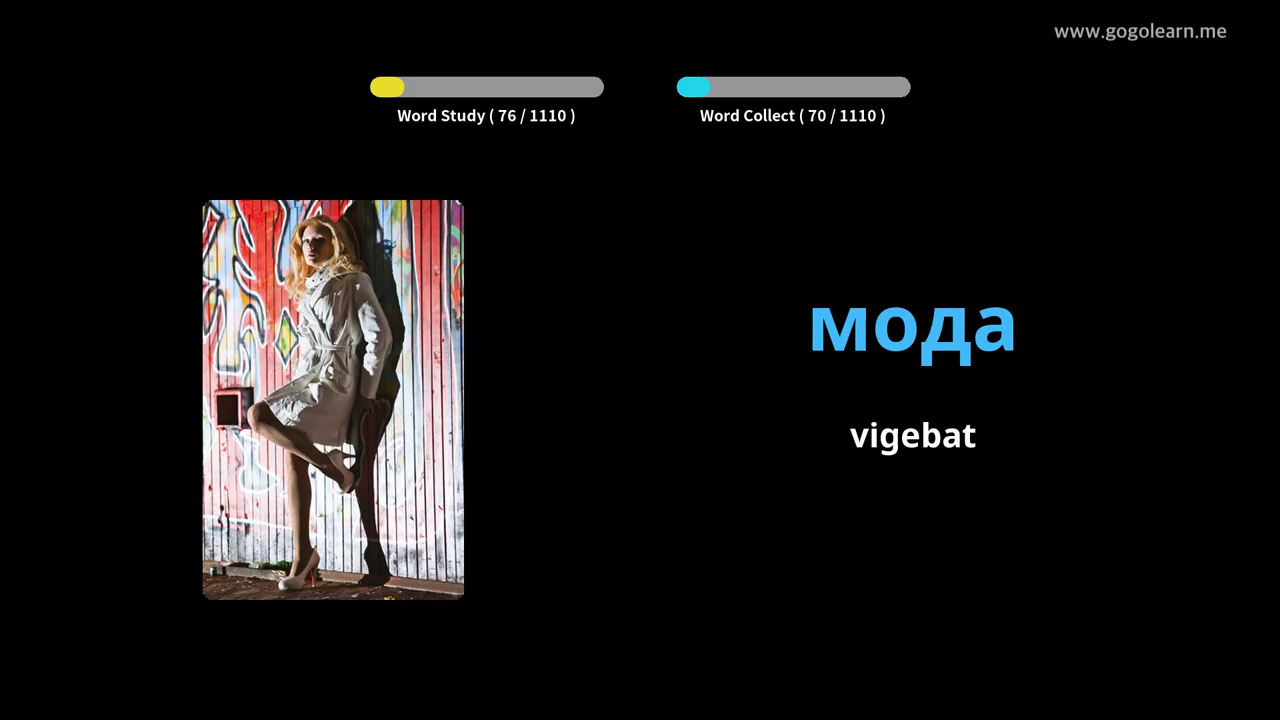 www.gogolearn.me
Word Study ( 76 / 1110 )
Word Collect ( 70 / 1110 )
мода
vigebat